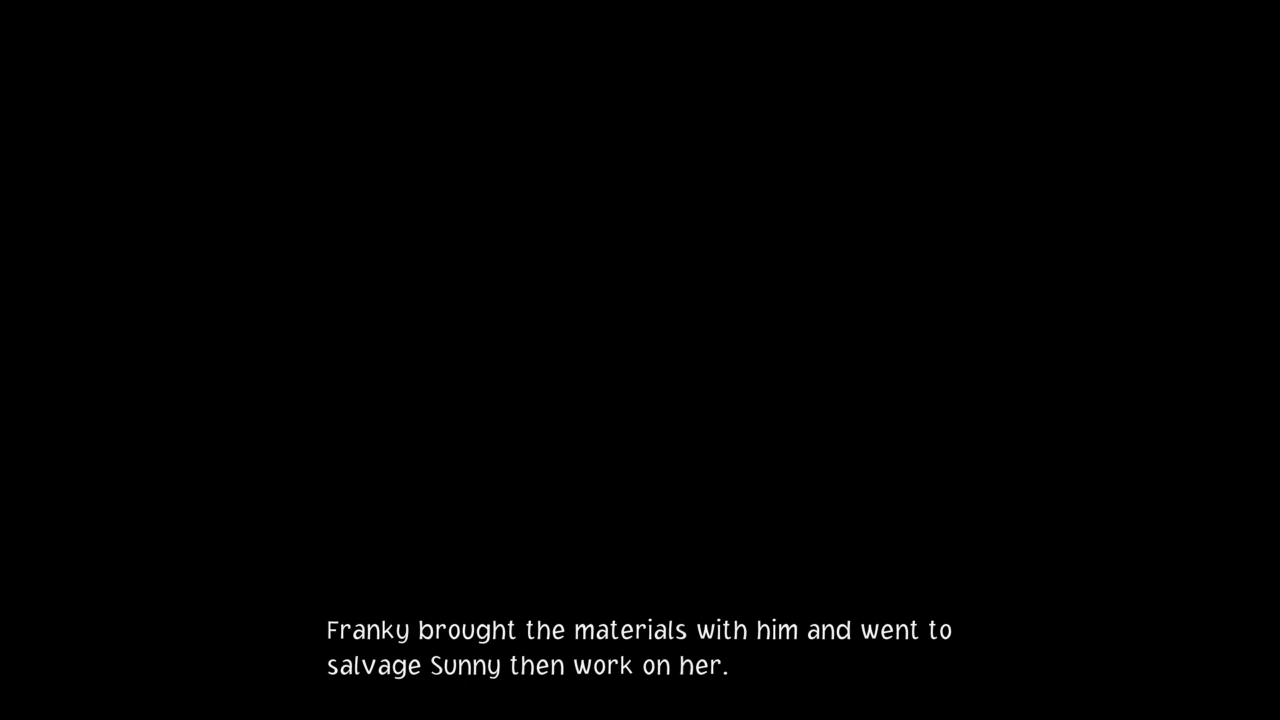 Franky brought the materials with him and went to
salvage Sunny then work on her.